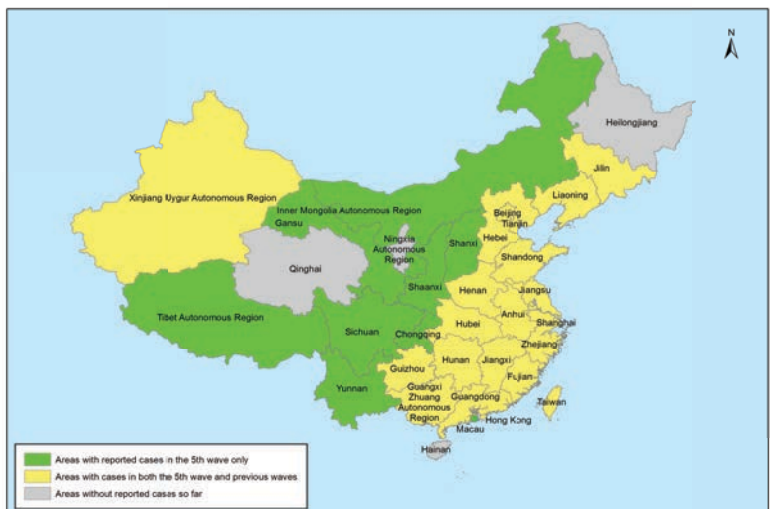 N
Heilongjiang
Jilin
Xinjiang Uygur Autonomous Region
Liaoning
Inner Mongolia Autonomous Region
Beijing
Gansu
Tianjin
Ningxia
Autonomous
Region
Shanxi
Hebei
Qinghai
Shandong
Shaanxi
Henan
Jiangsu
Tibet Autonomous Region
Anhui
Sichuan
Hubei
Shanghai
Chongqing
Zhejiang
Hunan
Jiangxi
Guizhou
Fujian
Yunnan
Guangxi
Zhuang
Autonomous
Region
Guangdong
Taiwan
Hong Kong
Macau
Hainan
Areas with reported cases in the 5th wave only
Areas with cases in both the 5th wave and previous waves
Areas without reported cases so far